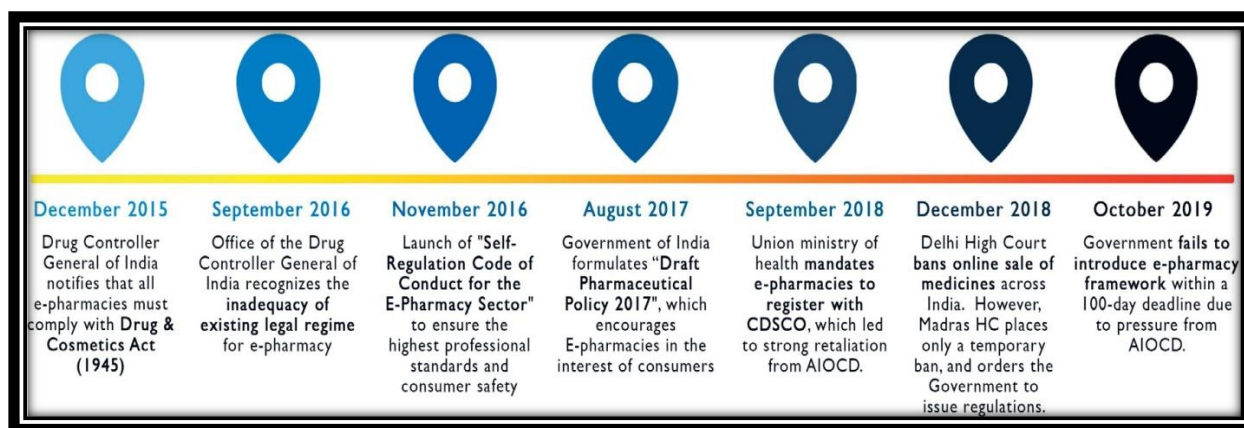 December 2015
Drug Controller
General of India
notifies that all
e-pharmacies must
comply with Drug &
Cosmetics Act
(1945)
September 2016
Office of the Drug
Controller General of
India recognizes the
inadequacy of
existing legal regime
for e-pharmacy
November 2016
Launch of "Self-
Regulation Code of
Conduct for the
E-Pharmacy Sector"
to ensure the
highest professional
standards and
consumer safety
August 2017
Government of India
formulates "Draft
Pharmaceutical
Policy 2017", which
encourages
E-pharmacies in the
interest of consumers
September 2018
Union ministry of
health mandates
e-pharmacies to
register with
CDSCO, which led
to strong retaliation
from AIOCD.
December 2018
Delhi High Court
bans online sale of
medicines across
India. However,
Madras HC places
only a temporary
ban, and orders the
Government to
issue regulations.
October 2019
Government fails to
introduce e-pharmacy
framework within a
100-day deadline due
to pressure from
AIOCD.